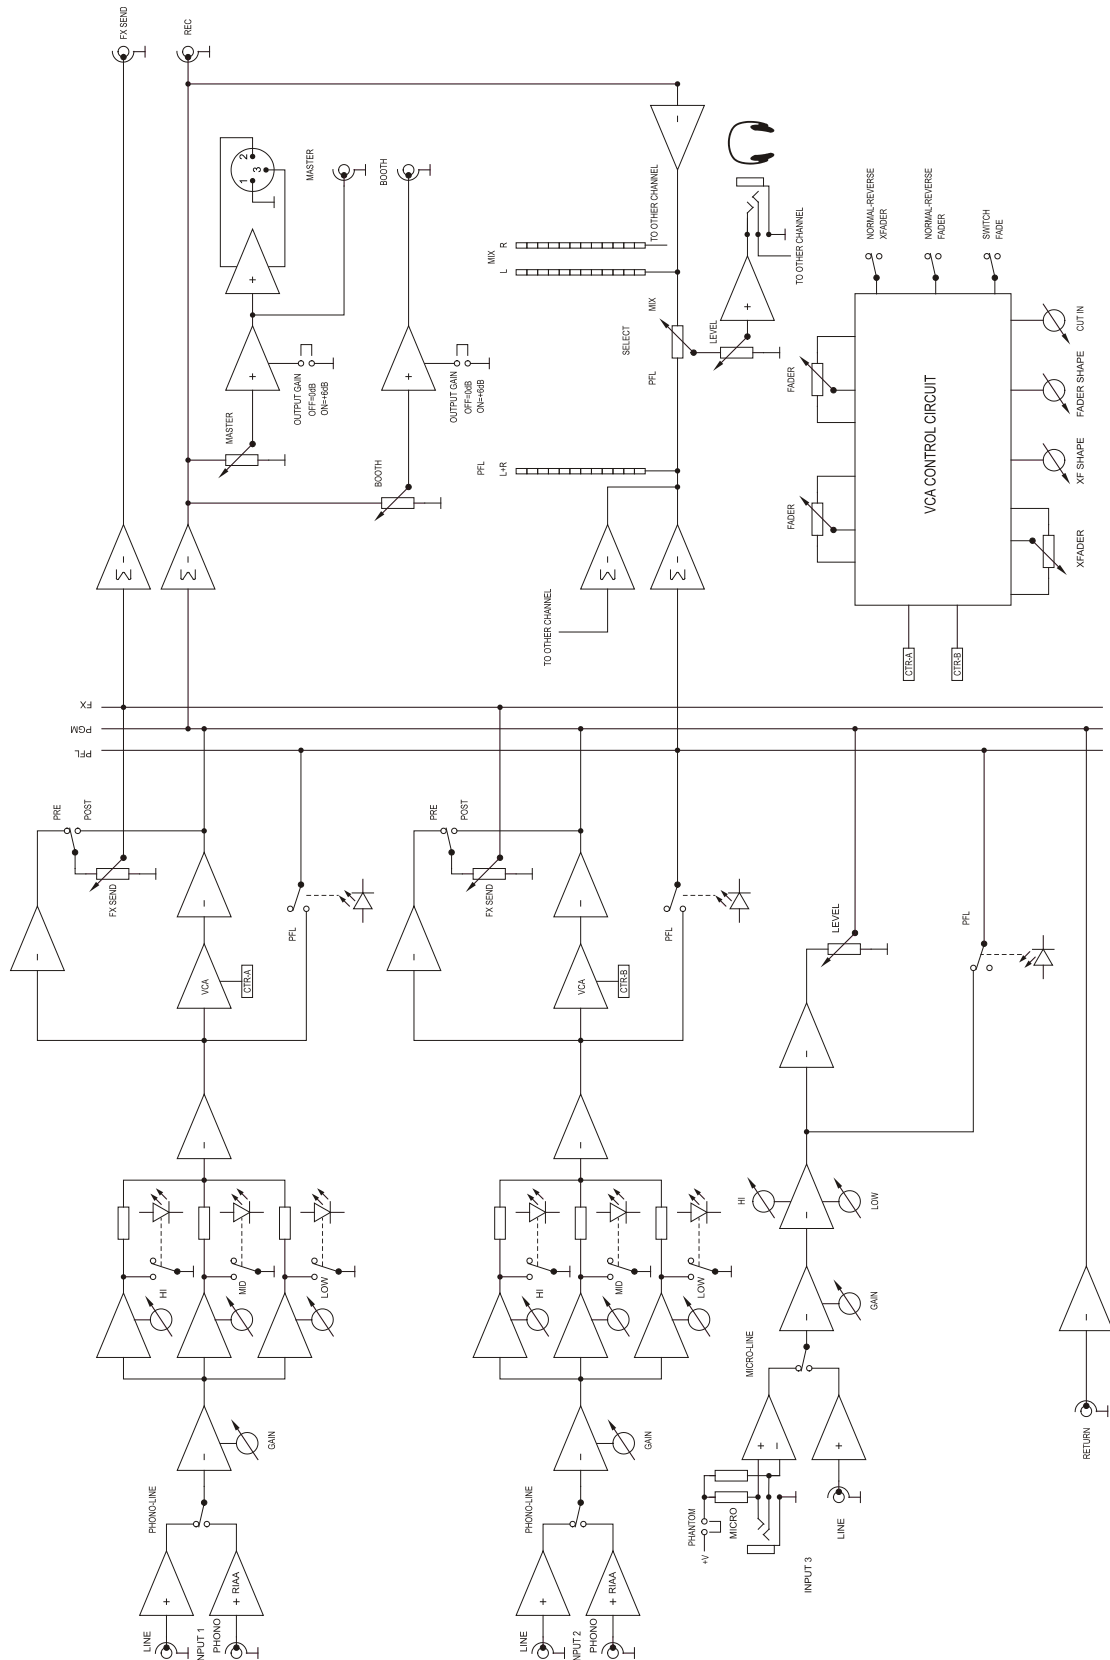 FX SEND
REC
1
2
3
MASTER
BOOTH
OUTPUT GAIN
OFF=0dB
ON=+6dB
MASTER
+
+
OUTPUT GAIN
OFF=0dB
ON=+6dB
BOOTH
+
TO OTHER CHANNEL
MIX
L
R
SELECT
PFL
MIX
LEVEL
+
TO OTHER CHANNEL
PFL
L+R
TO OTHER CHANNEL
Σ
Σ
Σ
Σ
VCA CONTROL CIRCUIT
NORMAL-REVERSE
XFADER
NORMAL-REVERSE
FADER
SWITCH
FADE
FADER
FADER
CUT IN
FADER SHAPE
XF SHAPE
XFADER
CTR-A
CTR-B
FX
PGM
PFL
PRE
POST
FX SEND
VCA
CTR-A
PFL
PRE
POST
FX SEND
VCA
CTR-B
PFL
LEVEL
PFL
HI
MID
LOW
GAIN
HI
MID
LOW
GAIN
HI
LOW
GAIN
PHONO-LINE
PHONO-LINE
MICRO-LINE
LINE
NPUT 1
PHONO
+
+ RIAA
LINE
NPUT 2
PHONO
+
+ RIAA
PHANTOM
+V
MICRO
INPUT 3
LINE
+
+
RETURN